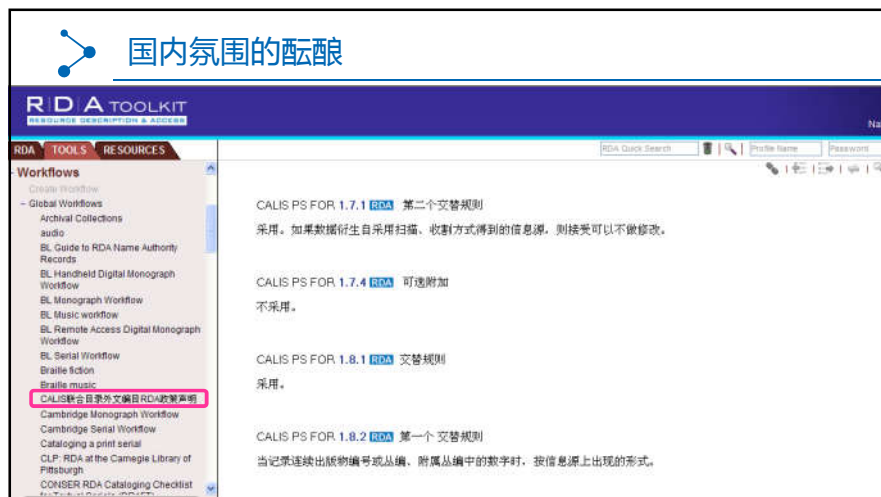 国内氛围的酝酿
RDA TOOLKIT
RESOURCE DESCRIPTION & ACCESS
Na
RDA TOOLS RESOURCES
RDA Quick Search
Profile Name
Password
- Workflows
Create Workflow
- Global Workflows
Archival Collections
audio
BL Guide to RDA Name Authority
Records
BL Handheld Digital Monograph
Workflow
BL Monograph Workflow
BL Music workflow
BL Remote Access Digital Monograph
Workflow
BL Serial Workflow
Braille fiction
Braille music
CALIS联合目录外文编目RDA政策声明
Cambridge Monograph Workflow
Cambridge Serial Workflow
Cataloging a print serial
CLP: RDA at the Carnegie Library of
Pittsburgh
CONSER RDA Cataloging Checklist
for Textual Serials (DRAFT)
CALIS PS FOR 1.7.1 RDA 第二个交替规则
采用。如果数据衍生自采用扫描、收割方式得到的信息源，则接受可以不做修改。
CALIS PS FOR 1.7.4 RDA 可选附加
不采用。
CALIS PS FOR 1.8.1 RDA 交替规则
采用。
CALIS PS FOR 1.8.2 RDA 第一个 交替规则
当记录连续出版物编号或丛编、附属丛编中的数字时，按信息源上出现的形式。